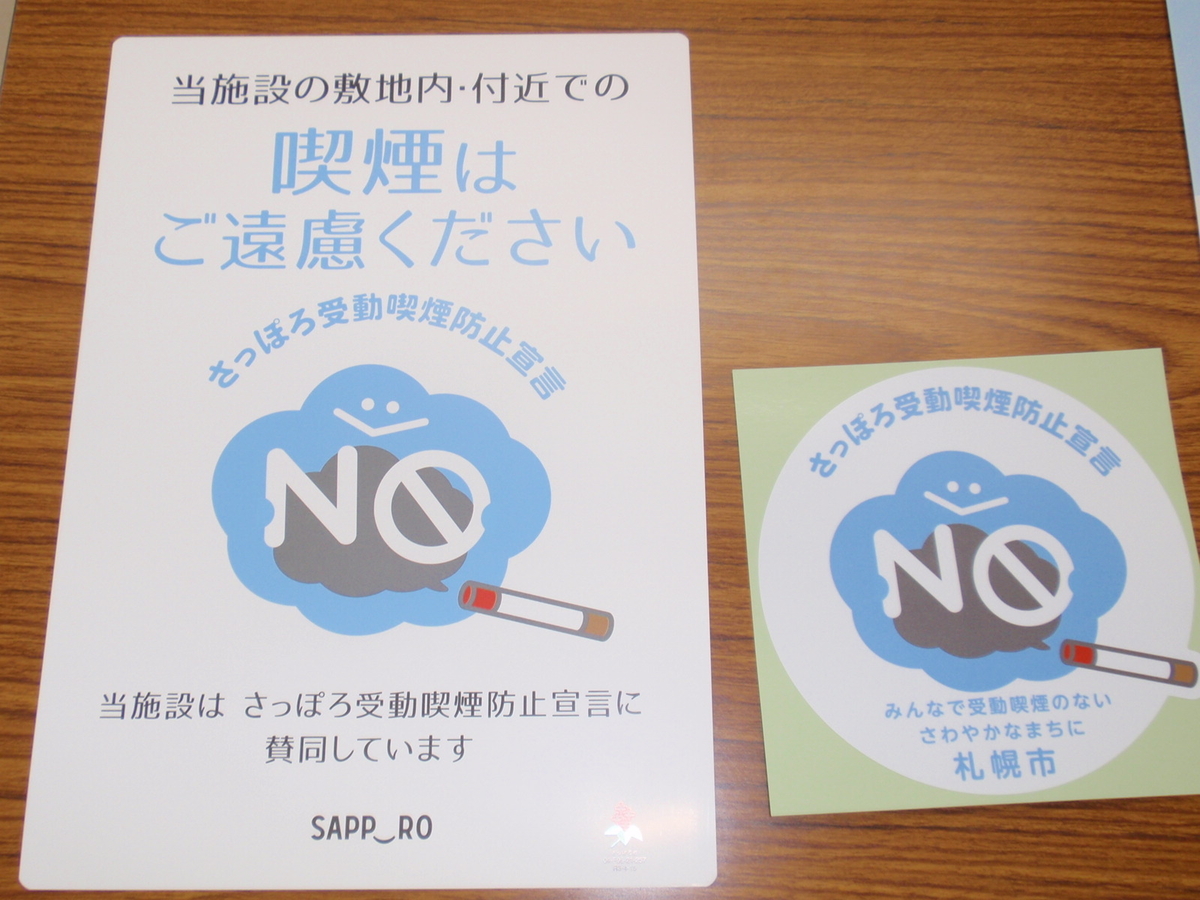 当施設の敷地内・付近での
喫煙は
ご遠慮ください
さっぽろ受動喫煙防止宣言
NO
当施設は さっぽろ受動喫煙防止宣言に
賛同しています
SAPP‿RO
さっぽろ受動喫煙防止宣言
NO
みんなで受動喫煙のない
さわやかなまちに
札幌市